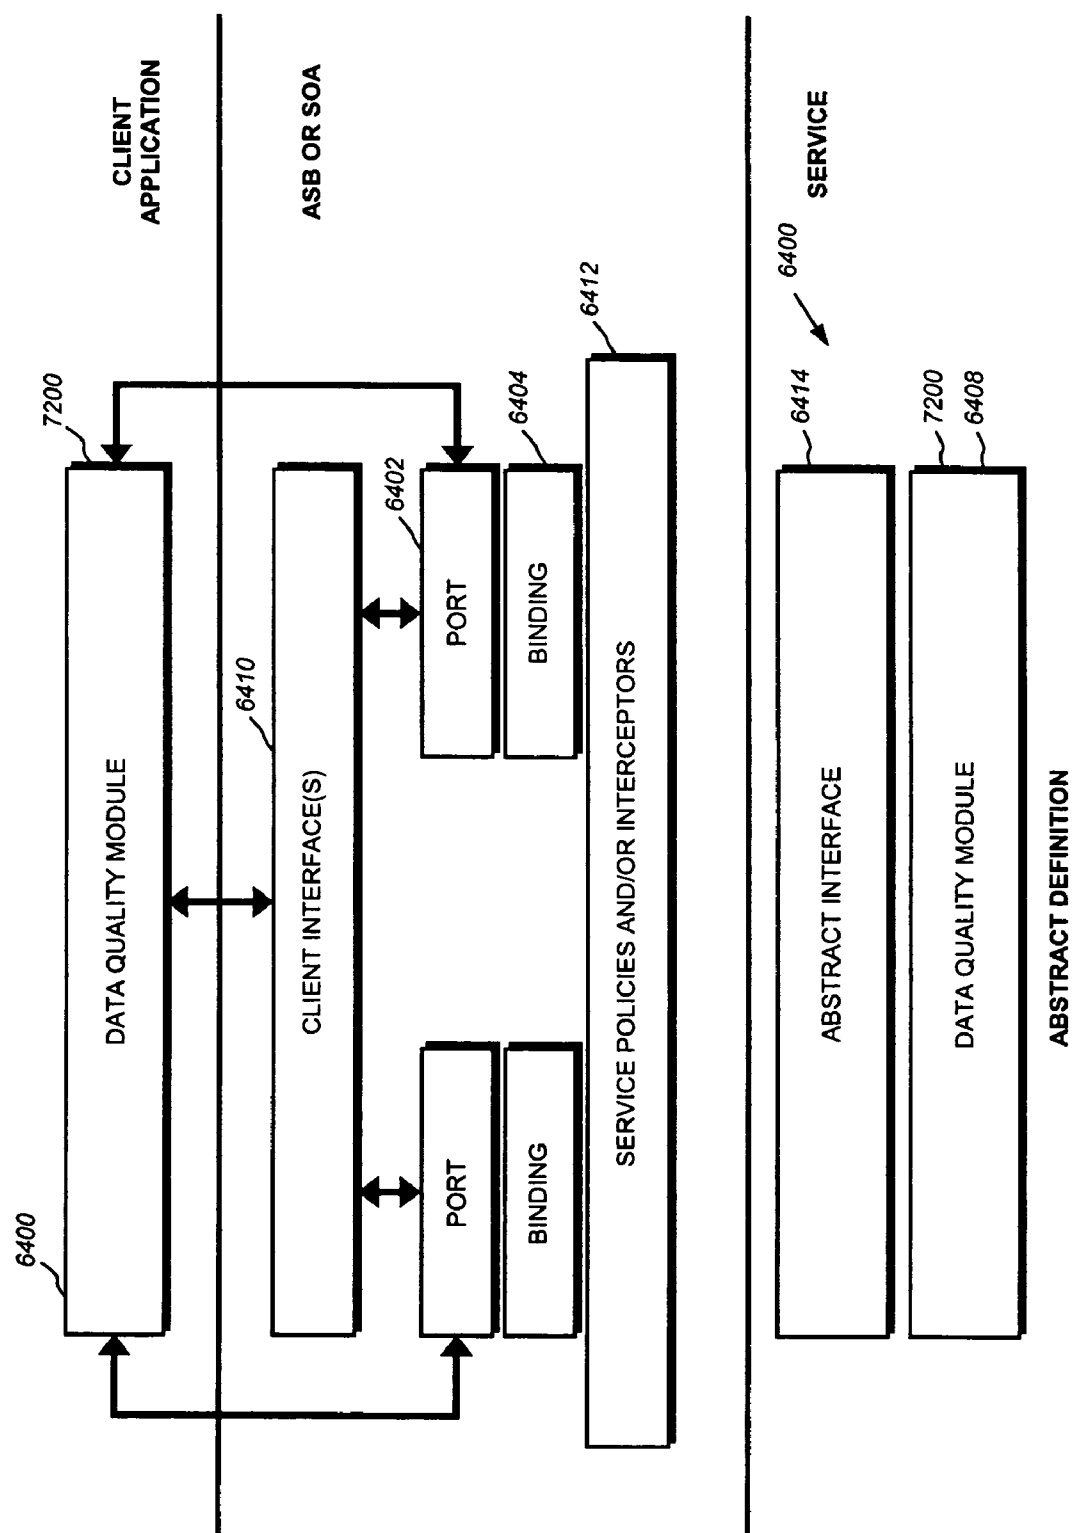 CLIENT
APPLICATION
6400
DATA QUALITY MODULE
7200
ASB OR SOA
6410
CLIENT INTERFACE(S)
6402
PORT
PORT
6404
BINDING
BINDING
6412
SERVICE POLICIES AND/OR INTERCEPTORS
SERVICE
6400
6414
ABSTRACT INTERFACE
7200
6408
DATA QUALITY MODULE
ABSTRACT DEFINITION